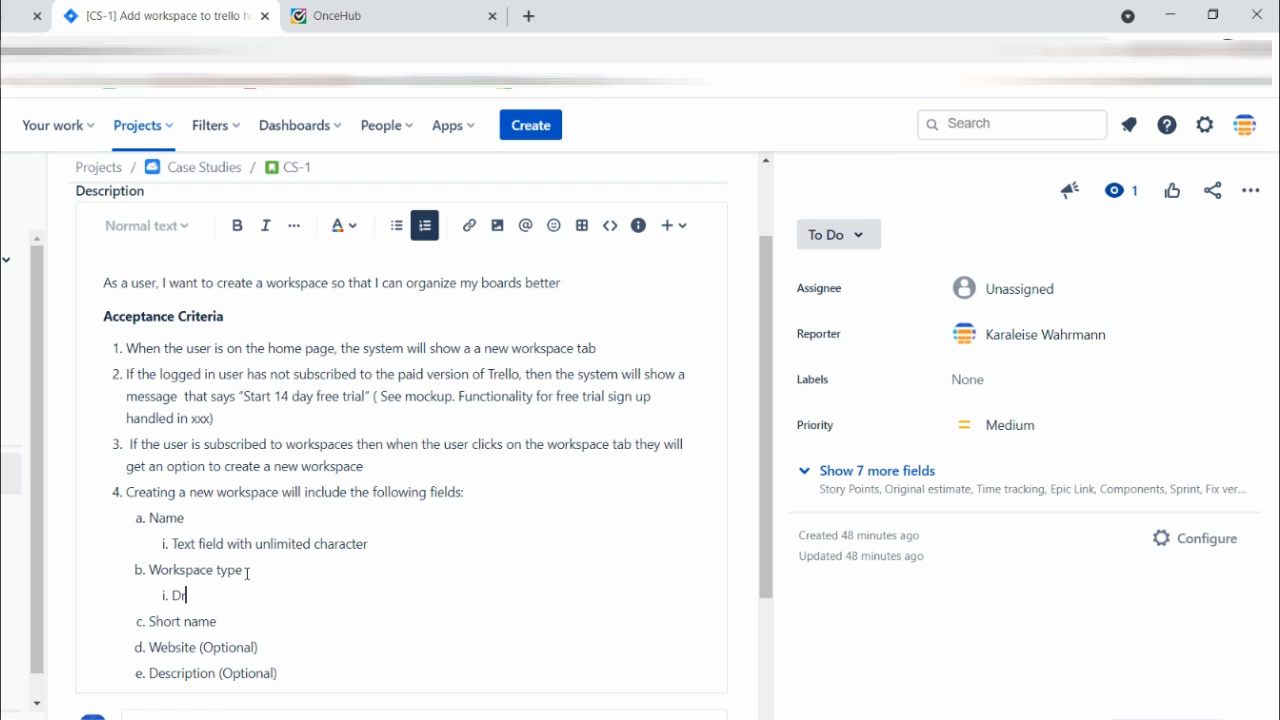 [CS-1] Add workspace to trello h
OnceHub
Your work
Projects
Filters
Dashboards
People
Apps
Create
Search
Projects / Case Studies / CS-1
Description
Normal text
B I A
1
To Do
As a user, I want to create a workspace so that I can organize my boards better
Acceptance Criteria
1. When the user is on the home page, the system will show a a new workspace tab
2. If the logged in user has not subscribed to the paid version of Trello, then the system will show a
message that says “Start 14 day free trial” ( See mockup. Functionality for free trial sign up
handled in xxx)
3. If the user is subscribed to workspaces then when the user clicks on the workspace tab they will
get an option to create a new workspace
4. Creating a new workspace will include the following fields:
a. Name
i. Text field with unlimited character
b. Workspace type
i. Dr
c. Short name
d. Website (Optional)
e. Description (Optional)
Assignee
Unassigned
Reporter
Karaleise Wahrmann
Labels
None
Priority
Medium
Show 7 more fields
Story Points, Original estimate, Time tracking, Epic Link, Components, Sprint, Fix ver...
Created 48 minutes ago
Updated 48 minutes ago
Configure